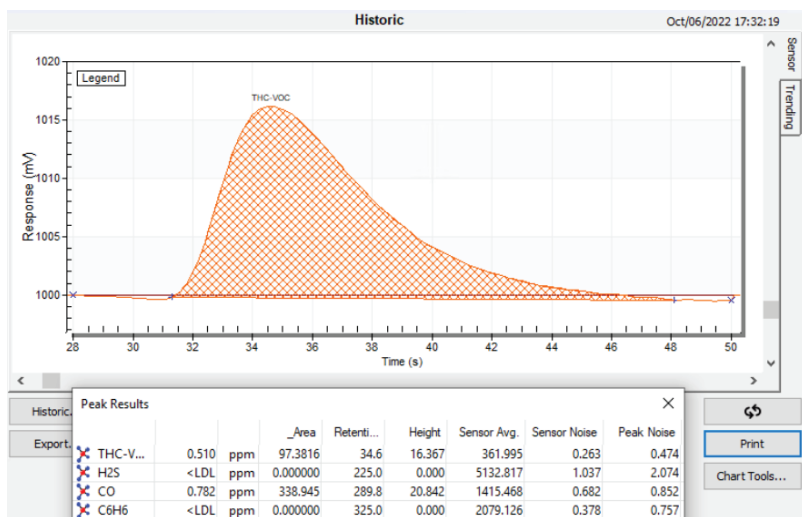 Historic
Oct/06/2022 17:32:19
Sensor
Trending
Legend
THC-VOC
Response (mV)
1020
1015
1010
1005
1000
28 30 32 34 36 38 40 42 44 46 48 50
Time (s)
Historic.
Export.
Peak Results
_Area Retenti... Height Sensor Avg. Sensor Noise Peak Noise
THC-V... 0.510 ppm 97.3816 34.6 16.367 361.995 0.263 0.474
H2S <LDL ppm 0.000000 225.0 0.000 5132.817 1.037 2.074
CO 0.782 ppm 338.945 289.8 20.842 1415.468 0.682 0.852
C6H6 <LDL ppm 0.000000 325.0 0.000 2079.126 0.378 0.757
Print
Chart Tools...